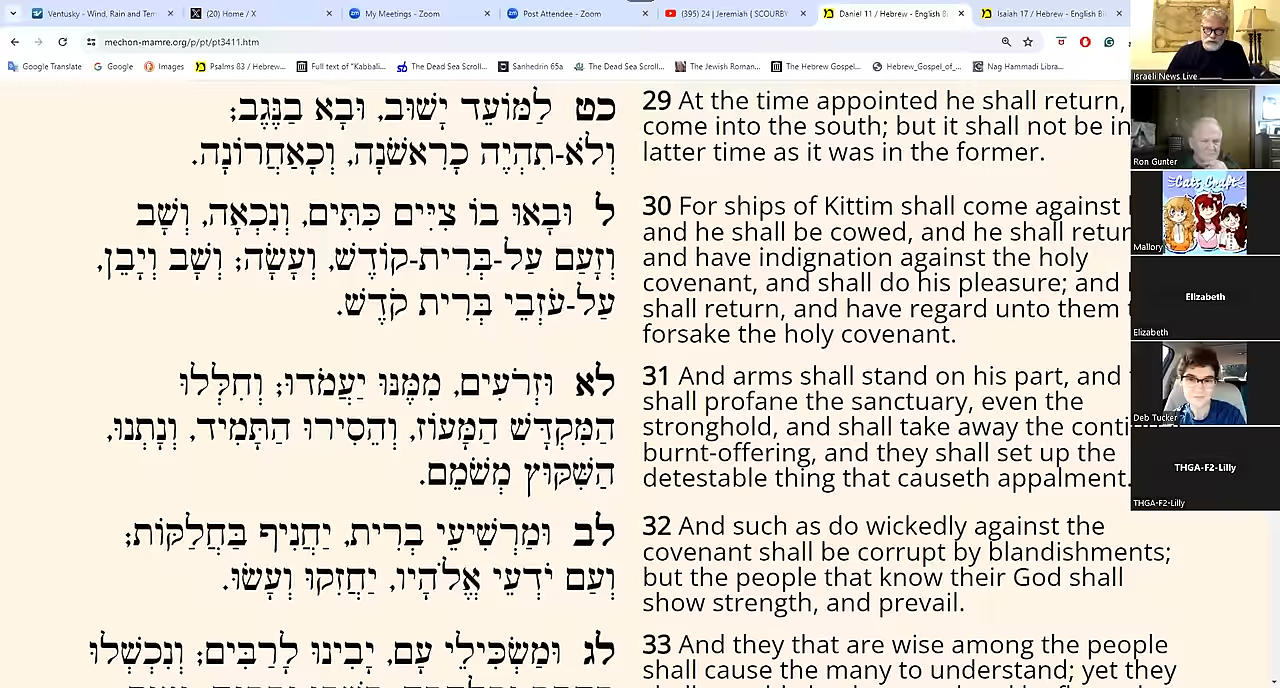 Ventusky - Wind, Rain and Tem
(20) Home / X
My Meetings - Zoom
Post Attendee - Zoom
(395) 24 | Jeremiah ( SCOURBY
Daniel 11 / Hebrew - English Bi
Isaiah 17 / Hebrew - English Bi
mechon-mamre.org/p/pt/pt3411.htm
Google Translate
Google
Images
Psalms 83 / Hebrew...
Full text of "Kabbali...
The Dead Sea Scroll...
Sanhedrin 65a
The Dead Sea Scroll...
The Jewish Roman...
The Hebrew Gospel...
Hebrew_Gospel_of_...
Nag Hammadi Libra...
כט לַמּוֹעֵד יָשׁוּב, וּבָא בַנֶּגֶב;
וְלֹא-תִהְיֶה כָרִאשֹׁנָה, וְכָאַחֲרוֹנָה.
29 At the time appointed he shall return,
come into the south; but it shall not be in
latter time as it was in the former.
ל וּבָאוּ בוֹ צִיִּים כִּתִּים, וְנִכְאָה, וְשָׁב
וְזָעַם עַל-בְּרִית-קוֹדֶשׁ, וְעָשָׂה; וְשָׁב וְיָבֵן,
עַל-עֹזְבֵי בְּרִית קֹדֶשׁ.
30 For ships of Kittim shall come against
and he shall be cowed, and he shall retur
and have indignation against the holy
covenant, and shall do his pleasure; and
shall return, and have regard unto them
forsake the holy covenant.
לא וּזְרֹעִים, מִמֶּנּוּ יַעֲמֹדוּ; וְחִלְּלוּ
הַמִּקְדָּשׁ הַמָּעוֹז, וְהֵסִירוּ הַתָּמִיד, וְנָתְנוּ,
הַשִּׁקּוּץ מְשֹׁמֵם.
31 And arms shall stand on his part, and
shall profane the sanctuary, even the
stronghold, and shall take away the conti
burnt-offering, and they shall set up the
detestable thing that causeth appalment.
לב וּמַרְשִׁיעֵי בְרִית, יַחֲנִיף בַּחֲלַקּוֹת;
וְעַם יֹדְעֵי אֱלֹהָיו, יַחֲזִקוּ וְעָשׂוּ.
32 And such as do wickedly against the
covenant shall be corrupt by blandishments;
but the people that know their God shall
show strength, and prevail.
לג וּמַשְׂכִּילֵי עָם, יָבִינוּ לָרַבִּים; וְנִכְשְׁלוּ
33 And they that are wise among the people
shall cause the many to understand; yet they
Israeli News Live
Ron Gunter
Cats Craft
Mallory
Elizabeth
Elizabeth
Deb Tucker
THGA-F2-Lilly
THGA-F2-Lilly